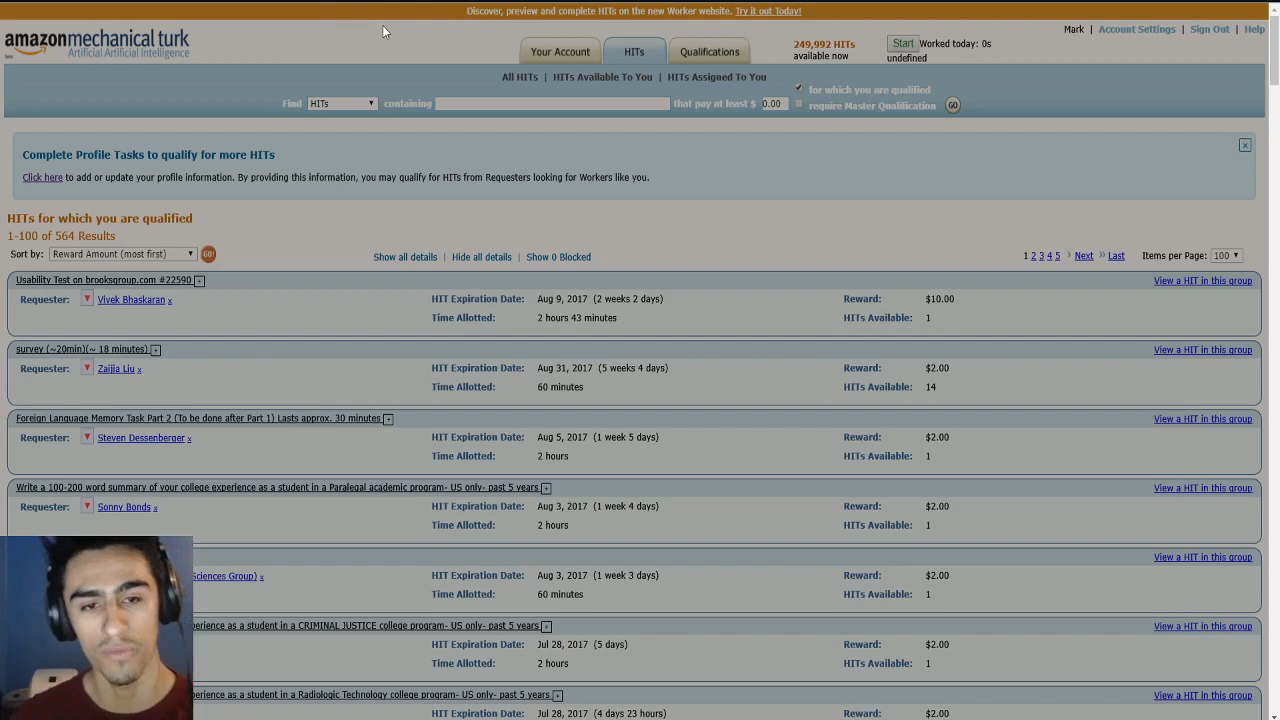 Discover, preview and complete HITs on the new Worker website. Try it out Today!
amazonmechanical turk
beta
Artificial Artificial Intelligence
Your Account
HITs
Qualifications
249,992 HITs
available now
Start Worked today: 0s
undefined
Mark | Account Settings | Sign Out | Help
All HITs | HITs Available To You | HITs Assigned To You
Find HITs containing that pay at least $ 0.00
for which you are qualified
require Master Qualification
GO
Complete Profile Tasks to qualify for more HITs
x
Click here to add or update your profile information. By providing this information, you may qualify for HITs from Requesters looking for Workers like you.
HITs for which you are qualified
1-100 of 564 Results
Sort by: Reward Amount (most first) GO!
Show all details | Hide all details | Show 0 Blocked
1 2 3 4 5 › Next » Last
Items per Page: 100
Usability Test on brooksgroup.com #22590 +
View a HIT in this group
Requester: Vivek Bhaskaran x
HIT Expiration Date: Aug 9, 2017 (2 weeks 2 days)
Reward: $10.00
Time Allotted: 2 hours 43 minutes
HITs Available: 1
survey (~20min)(~ 18 minutes) +
View a HIT in this group
Requester: Zaijia Liu x
HIT Expiration Date: Aug 31, 2017 (5 weeks 4 days)
Reward: $2.00
Time Allotted: 60 minutes
HITs Available: 14
Foreign Language Memory Task Part 2 (To be done after Part 1) Lasts approx. 30 minutes +
View a HIT in this group
Requester: Steven Dessenberger x
HIT Expiration Date: Aug 5, 2017 (1 week 5 days)
Reward: $2.00
Time Allotted: 2 hours
HITs Available: 1
Write a 100-200 word summary of your college experience as a student in a Paralegal academic program- US only- past 5 years +
View a HIT in this group
Requester: Sonny Bonds x
HIT Expiration Date: Aug 3, 2017 (1 week 4 days)
Reward: $2.00
Time Allotted: 2 hours
HITs Available: 1
View a HIT in this group
Sciences Group) x
HIT Expiration Date: Aug 3, 2017 (1 week 3 days)
Reward: $2.00
Time Allotted: 60 minutes
HITs Available: 1
perience as a student in a CRIMINAL JUSTICE college program- US only- past 5 years +
View a HIT in this group
HIT Expiration Date: Jul 28, 2017 (5 days)
Reward: $2.00
Time Allotted: 2 hours
HITs Available: 1
perience as a student in a Radiologic Technology college program- US only- past 5 years +
View a HIT in this group
HIT Expiration Date: Jul 28, 2017 (4 days 23 hours)
Reward: $2.00